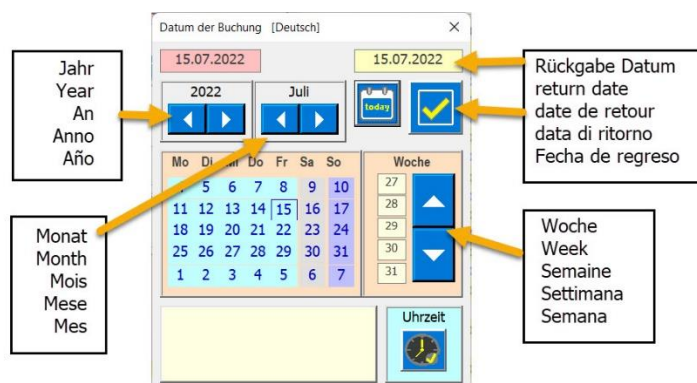 Datum der Buchung [Deutsch]
15.07.2022 15.07.2022
2022 Juli
today
Mo Di Mi Do Fr Sa So
4 5 6 7 8 9 10
11 12 13 14 15 16 17
18 19 20 21 22 23 24
25 26 27 28 29 30 31
1 2 3 4 5 6 7
Woche
27
28
29
30
31
Uhrzeit
Jahr
Year
An
Anno
Año
Monat
Month
Mois
Mese
Mes
Rückgabe Datum
return date
date de retour
data di ritorno
Fecha de regreso
Woche
Week
Semaine
Settimana
Semana